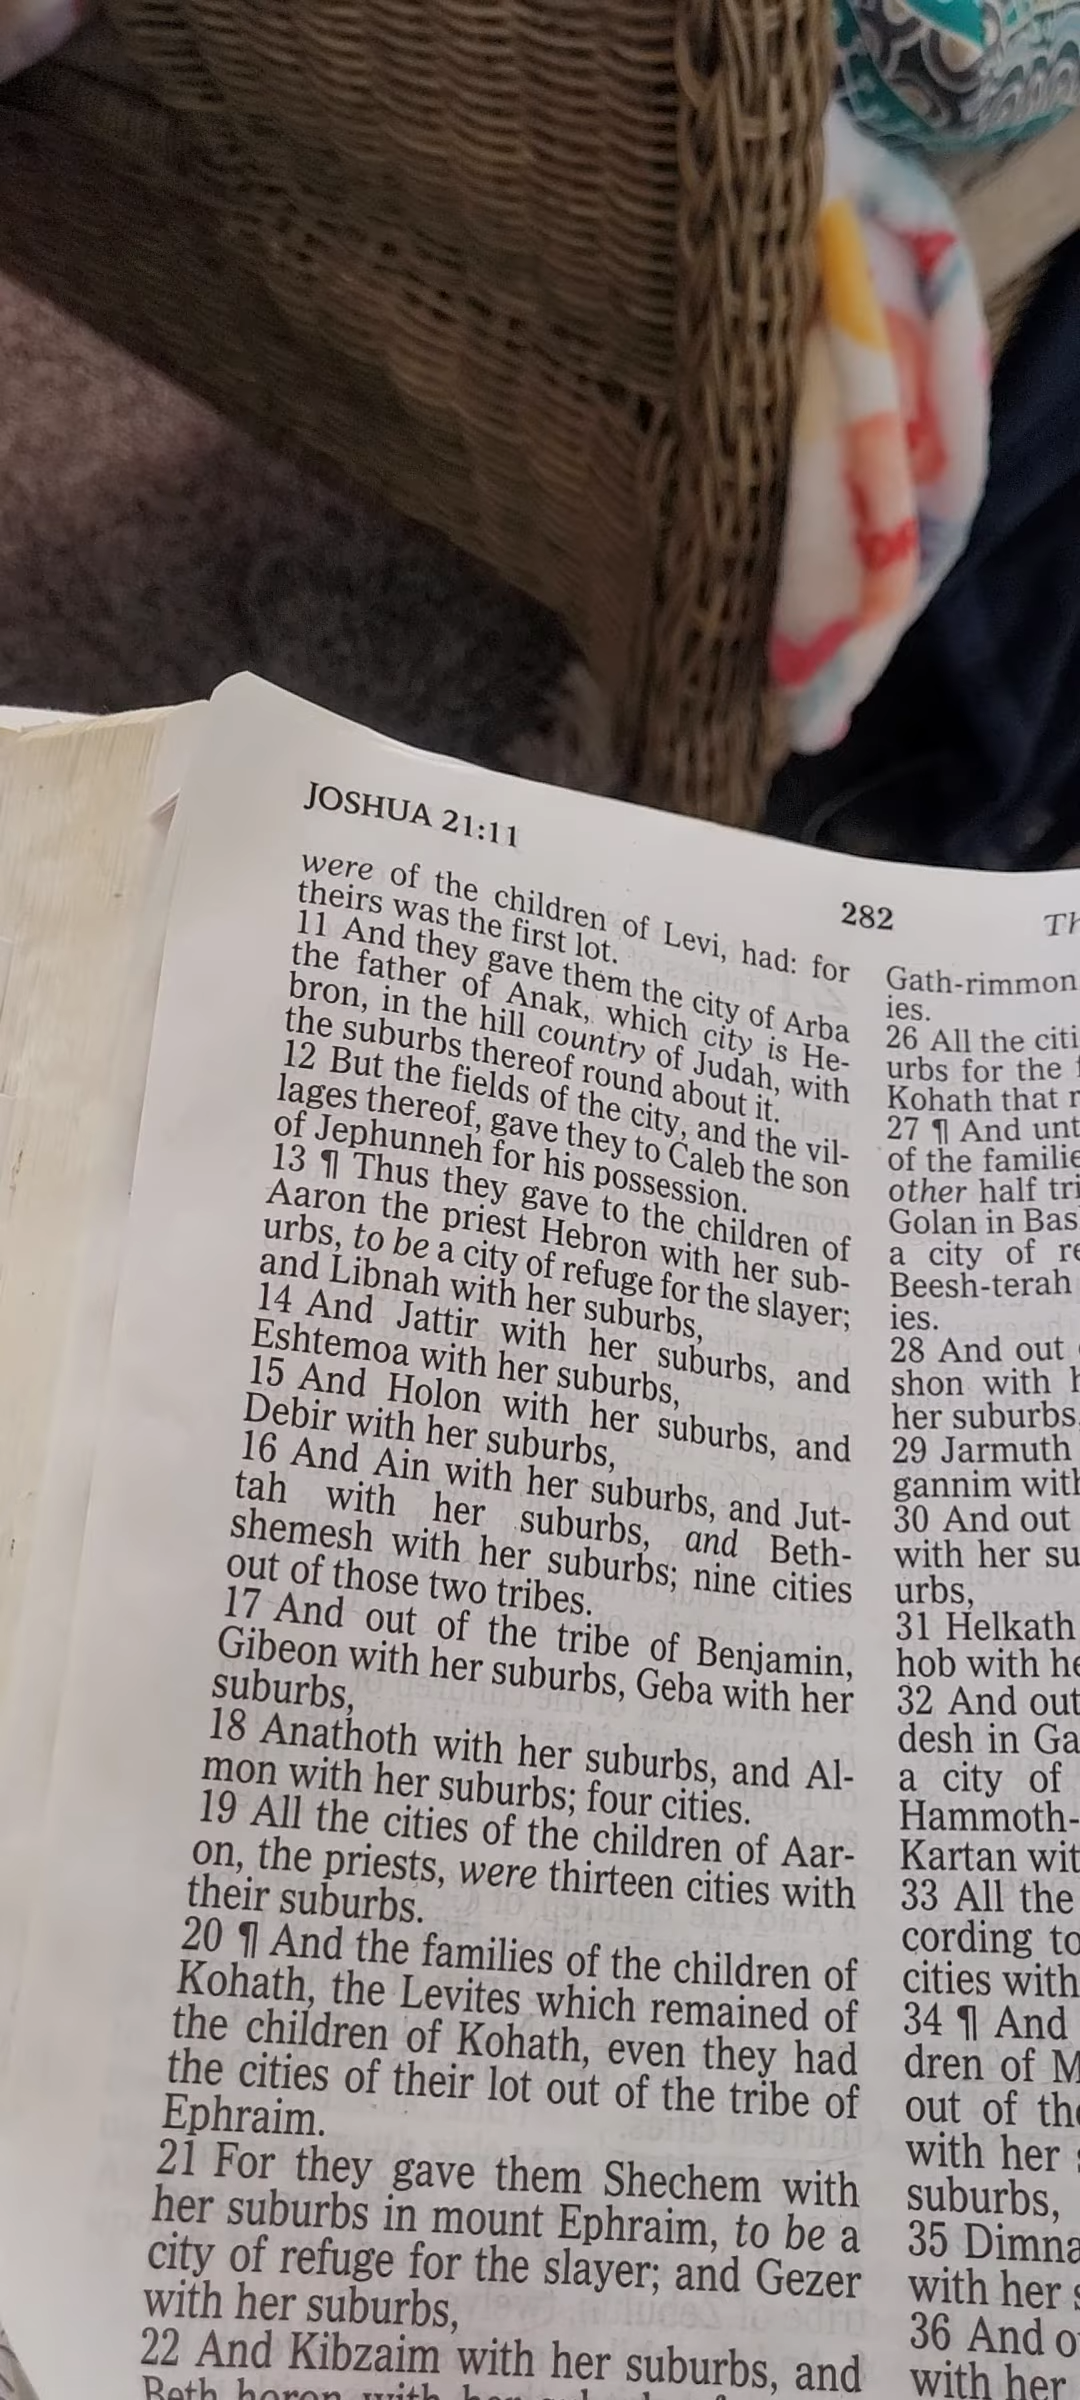 JOSHUA 21:11
282
were of the children of Levi, had: for
theirs was the first lot.
11 And they gave them the city of Arba
the father of Anak, which city is He-
bron, in the hill country of Judah, with
the suburbs thereof round about it.
12 But the fields of the city, and the vil-
lages thereof, gave they to Caleb the son
of Jephunneh for his possession.
13 ¶ Thus they gave to the children of
Aaron the priest Hebron with her sub-
urbs, to be a city of refuge for the slayer;
and Libnah with her suburbs,
14 And Jattir with her suburbs, and
Eshtemoa with her suburbs,
15 And Holon with her suburbs, and
Debir with her suburbs,
16 And Ain with her suburbs, and Jut-
tah with her suburbs, and Beth-
shemesh with her suburbs; nine cities
out of those two tribes.
17 And out of the tribe of Benjamin,
Gibeon with her suburbs, Geba with her
suburbs,
18 Anathoth with her suburbs, and Al-
mon with her suburbs; four cities.
19 All the cities of the children of Aar-
on, the priests, were thirteen cities with
their suburbs.
20 ¶ And the families of the children of
Kohath, the Levites which remained of
the children of Kohath, even they had
the cities of their lot out of the tribe of
Ephraim.
21 For they gave them Shechem with
her suburbs in mount Ephraim, to be a
city of refuge for the slayer; and Gezer
with her suburbs,
22 And Kibzaim with her suburbs, and
Gath-rimmon
ies.
26 All the citi
urbs for the
Kohath that
27 ¶ And unt
of the familie
other half tri
Golan in Bas
a city of re
Beesh-terah
ies.
28 And out
shon with
her suburbs,
29 Jarmuth
gannim with
30 And out
with her su
urbs,
31 Helkath
hob with he
32 And out
desh in Ga
a city of
Hammoth-
Kartan wit
33 All the
cording to
cities with
34 ¶ And
dren of M
out of the
with her
suburbs,
35 Dimna
with her
36 And o
with her